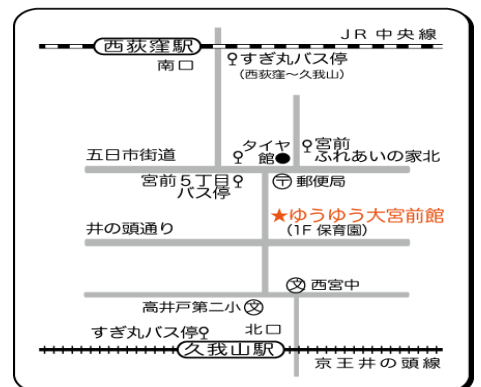 JR 中央線
西荻窪駅
南口
すぎ丸バス停
(西荻窪〜久我山)
タイヤ館
宮前
ふれあいの家北
五日市街道
宮前5丁目
バス停
〒郵便局
★ゆうゆう大宮前館
(1F 保育園)
井の頭通り
文 西宮中
高井戸第二小 文
すぎ丸バス停
北口
久我山駅
京王井の頭線